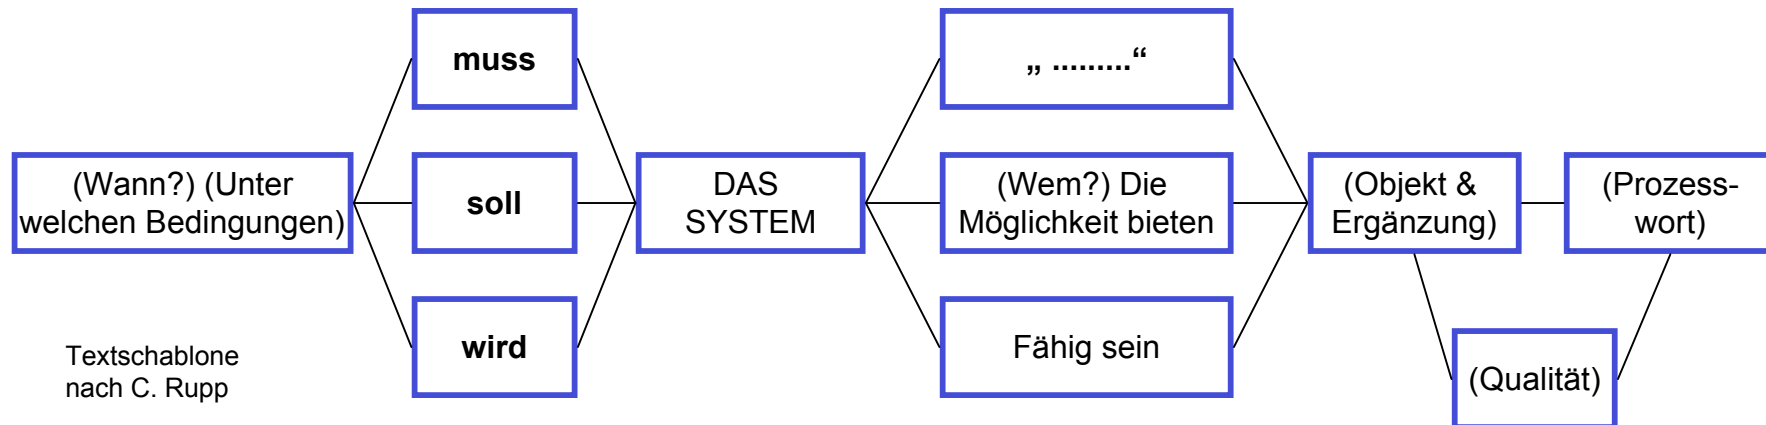 (Wann?) (Unter
welchen Bedingungen)
muss
soll
wird
DAS
SYSTEM
„ .........“
(Wem?) Die
Möglichkeit bieten
Fähig sein
(Objekt &
Ergänzung)
(Prozess-
wort)
(Qualität)
Textschablone
nach C. Rupp